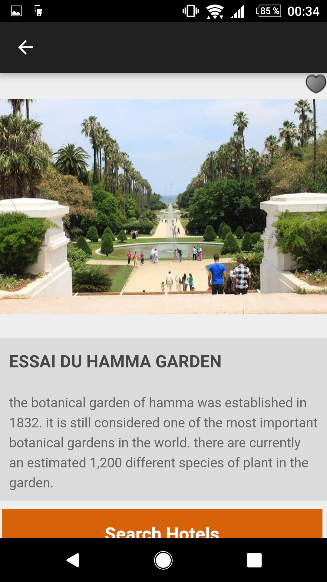 85 % 00:34
ESSAI DU HAMMA GARDEN
the botanical garden of hamma was established in
1832. it is still considered one of the most important
botanical gardens in the world. there are currently
an estimated 1,200 different species of plant in the
garden.
Search Hotels